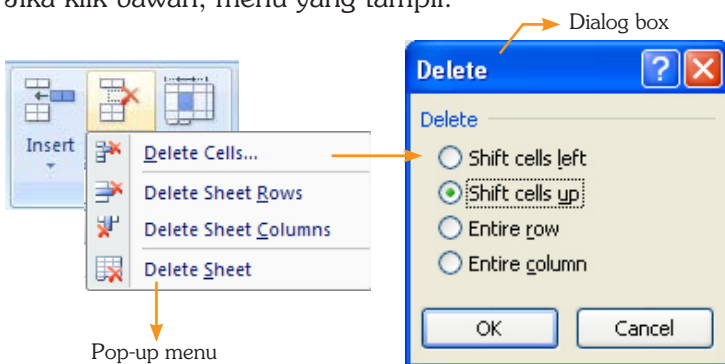 Jika klik bawah, menu yang tampil:
Dialog box
Insert
Delete Cells...
Delete Sheet Rows
Delete Sheet Columns
Delete Sheet
Pop-up menu
Delete
Delete
Shift cells left
Shift cells up
Entire row
Entire column
OK
Cancel